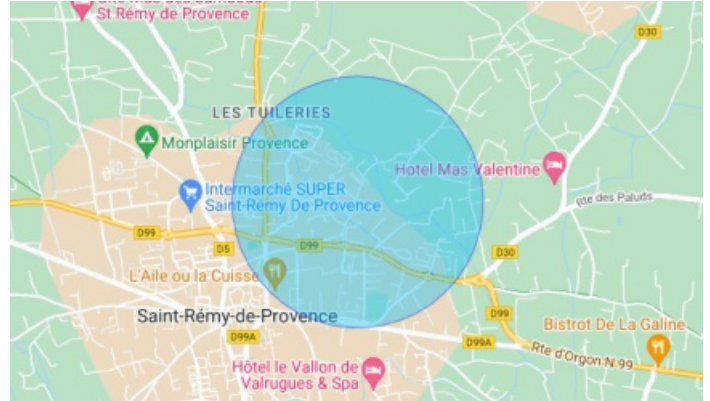 St Rémy de Provence
D30
LES TUILERIES
Monplaisir Provence
Hotel Mas Valentine
Intermarché SUPER
Saint-Rémy De Provence
Rte des Paluds
D99
D5
D99
D30
L'Aile ou la Cuisse
D99
Saint-Rémy-de-Provence
Bistrot De La Galine
D99A
D99A
Rte d'Orgon N 99
Hôtel le Vallon de
Valrugues & Spa